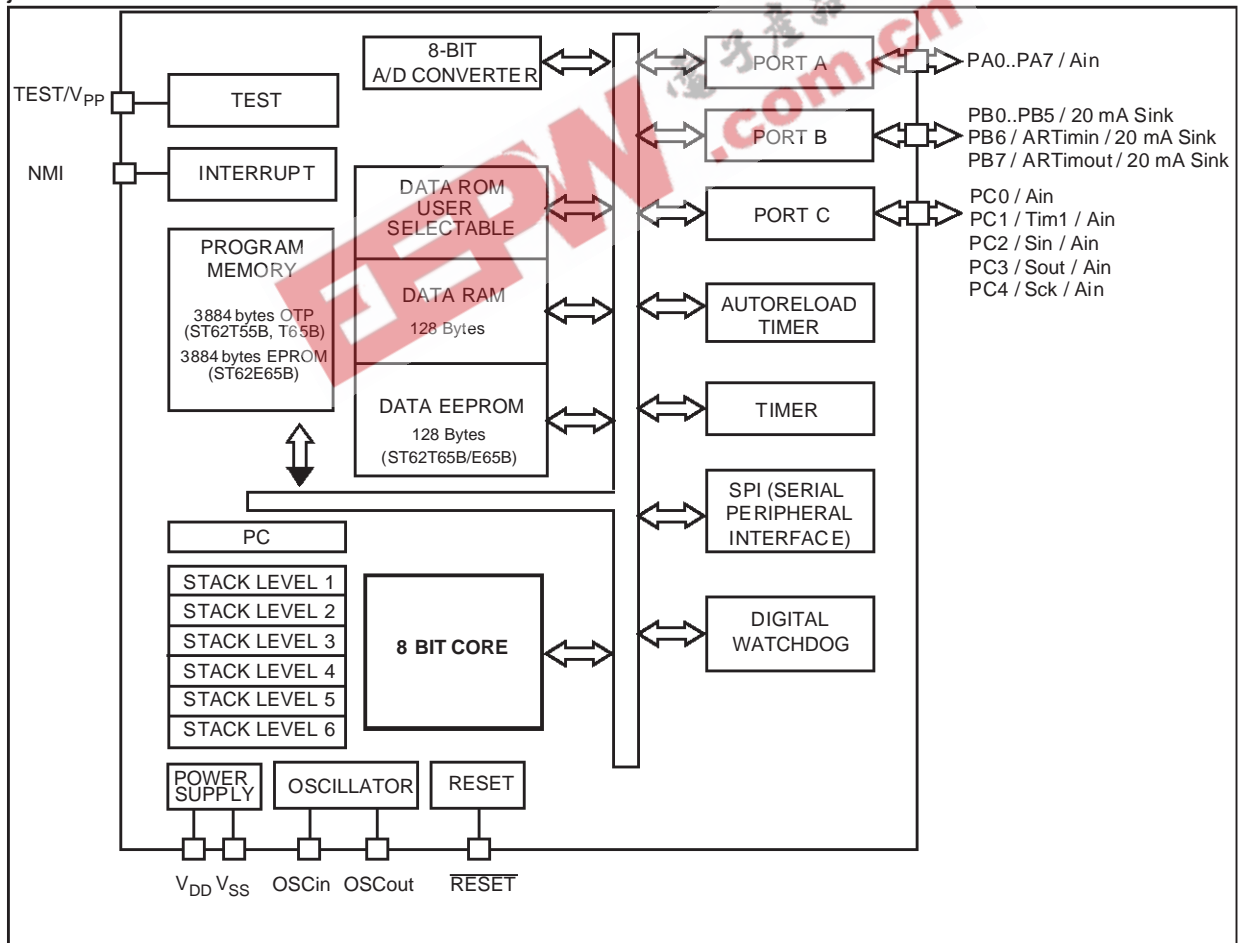 8-BIT
A/D CONVERTER
PORT A
PA0..PA7 / Ain
TEST/VPP
TEST
PORT B
PB0..PB5 / 20 mA Sink
PB6 / ARTimin / 20 mA Sink
PB7 / ARTimout / 20 mA Sink
NMI
INTERRUPT
DATA ROM
USER
SELECTABLE
PORT C
PC0 / Ain
PC1 / Tim1 / Ain
PC2 / Sin / Ain
PC3 / Sout / Ain
PC4 / Sck / Ain
PROGRAM
MEMORY
3884 bytes OTP
(ST62T55B, T65B)
3884 bytes EPROM
(ST62E65B)
DATA RAM
128 Bytes
AUTORELOAD
TIMER
DATA EEPROM
128 Bytes
(ST62T65B/E65B)
TIMER
SPI (SERIAL
PERIPHERAL
INTERFACE)
PC
STACK LEVEL 1
STACK LEVEL 2
STACK LEVEL 3
STACK LEVEL 4
STACK LEVEL 5
STACK LEVEL 6
8 BIT CORE
DIGITAL
WATCHDOG
POWER
SUPPLY
OSCILLATOR
RESET
VDD VSS
OSCin OSCout
RESET
EEPW
.com.cn